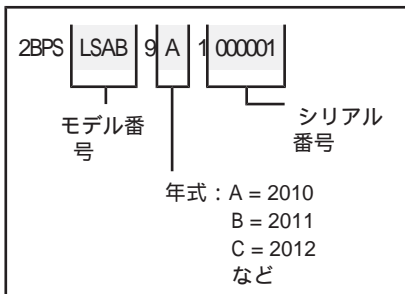 2BPS LSAB 9 A 1 000001
モデル番
号
シリアル
番号
年式：A = 2010
B = 2011
C = 2012
など